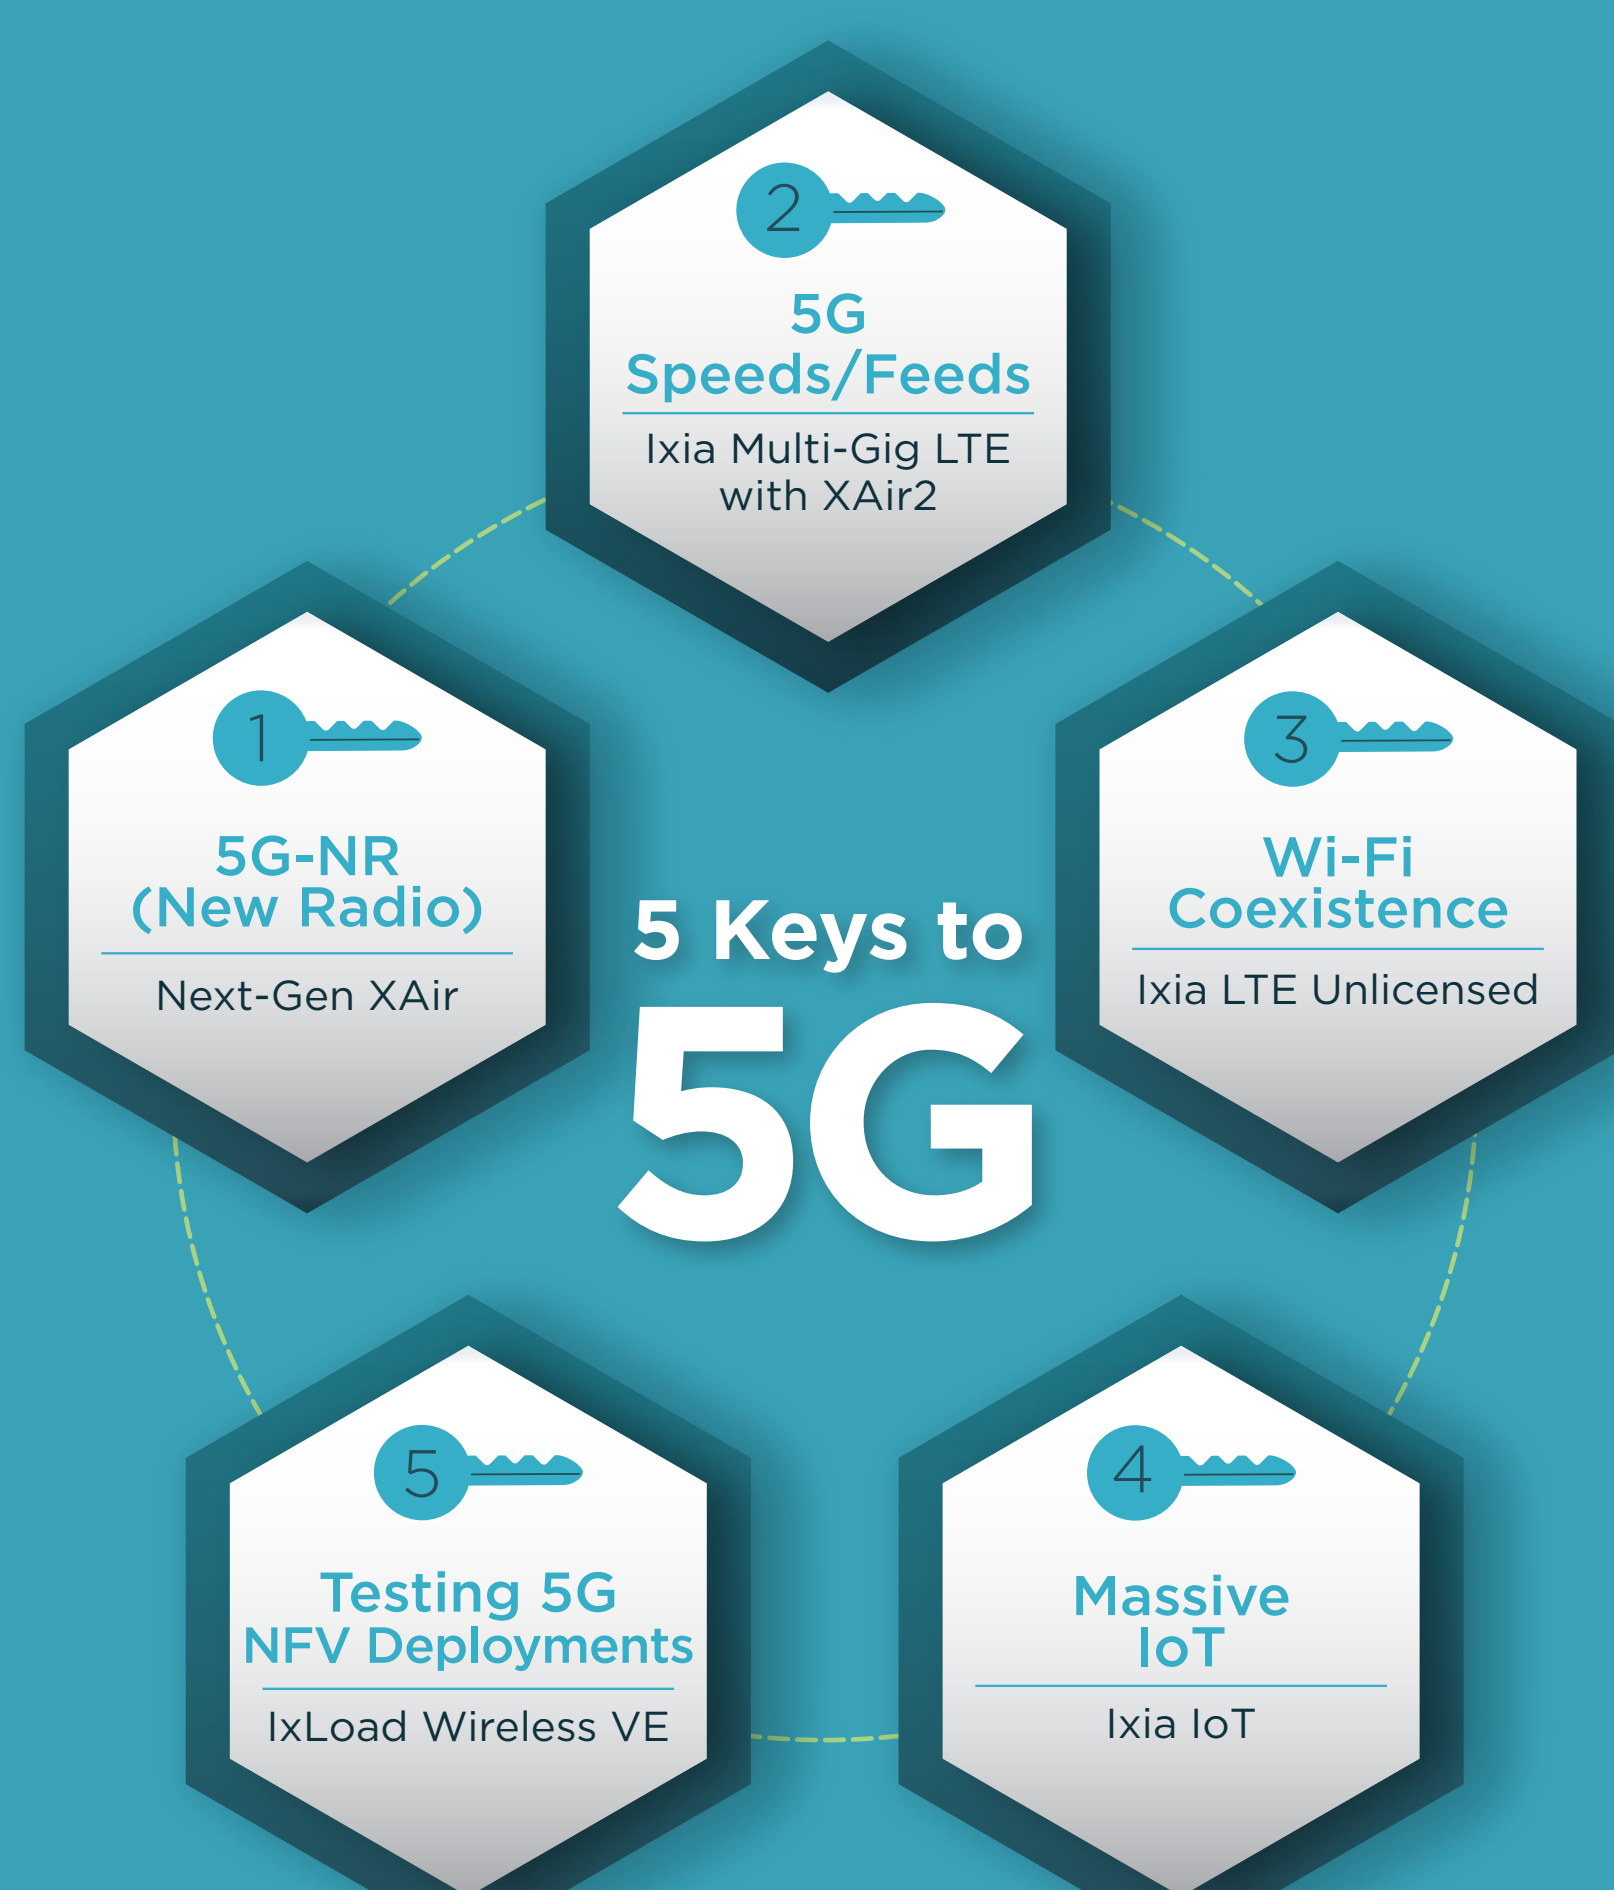 2
5G
Speeds/Feeds
Ixia Multi-Gig LTE
with XAir2
1
5G-NR
(New Radio)
Next-Gen XAir
3
Wi-Fi
Coexistence
Ixia LTE Unlicensed
5 Keys to
5G
5
Testing 5G
NFV Deployments
IxLoad Wireless VE
4
Massive
IoT
Ixia IoT